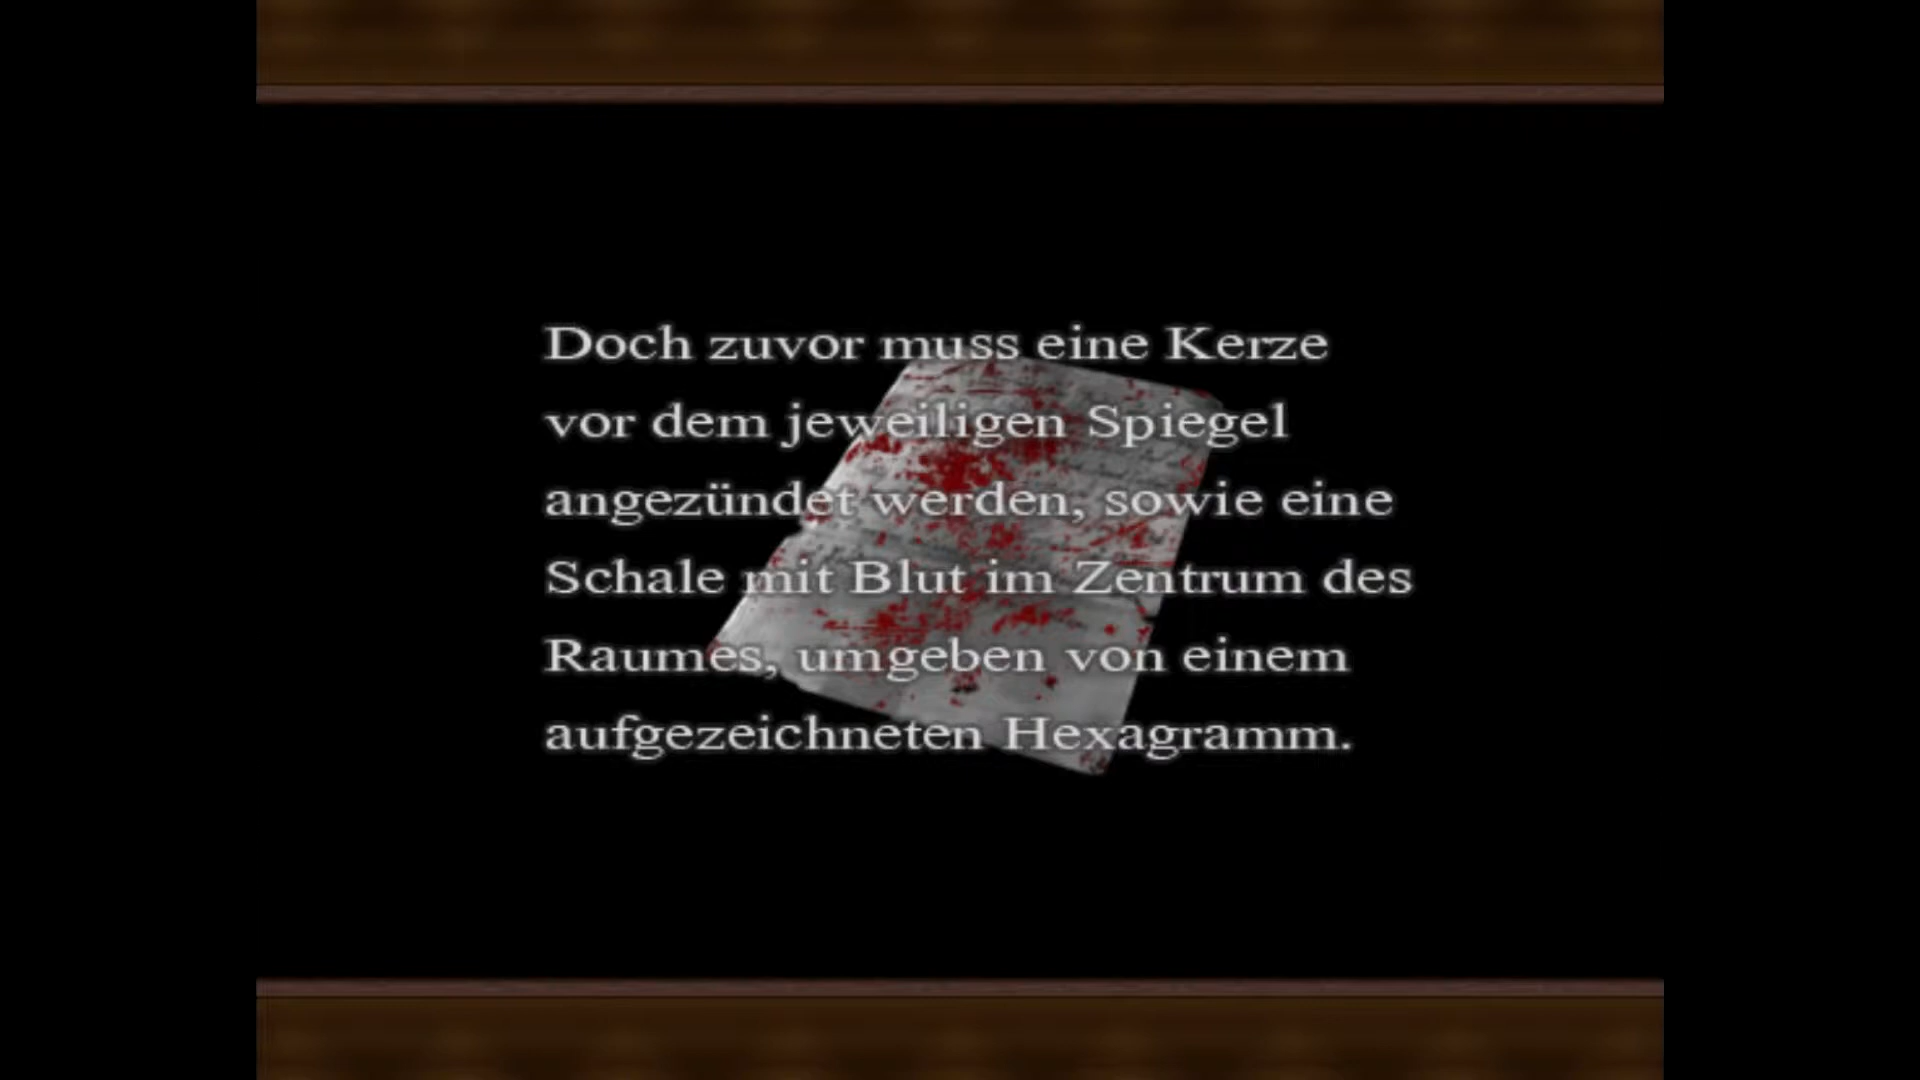 Doch zuvor muss eine Kerze
vor dem jeweiligen Spiegel
angezündet werden, sowie eine
Schale mit Blut im Zentrum des
Raumes, umgeben von einem
aufgezeichneten Hexagramm.